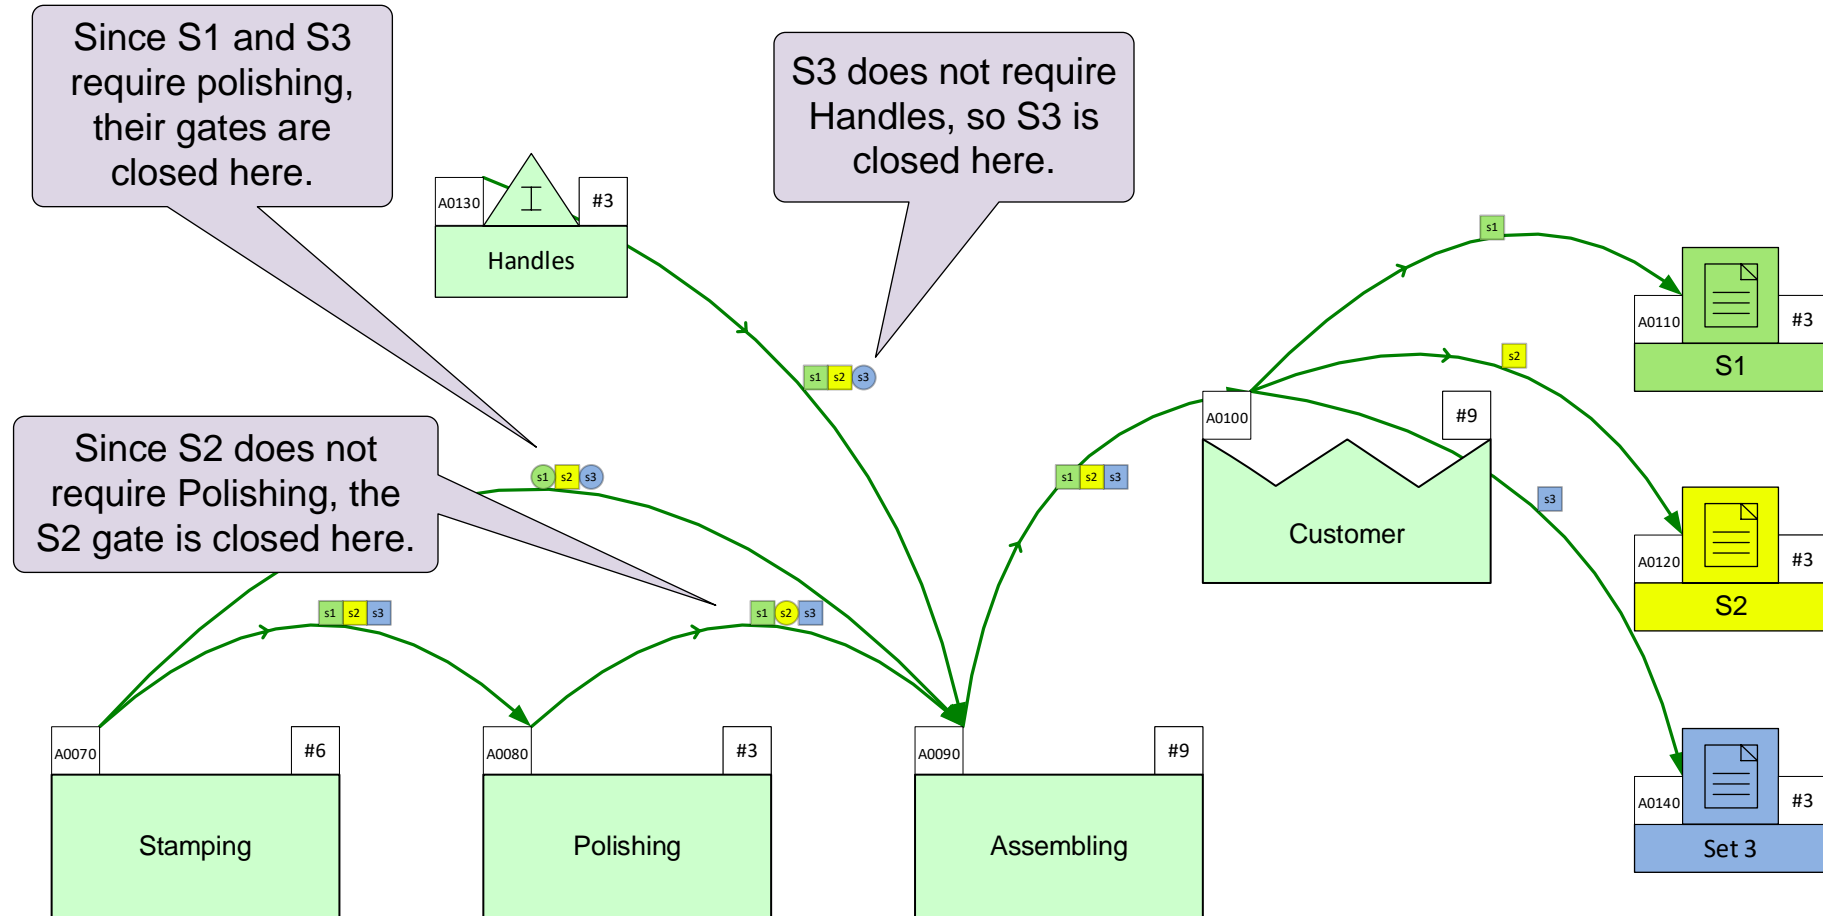 Since S1 and S3
require polishing,
their gates are
closed here.
S3 does not require
Handles, so S3 is
closed here.
A0130
#3
Handles
s1
A0110
#3
S1
s1 s2 s3
s2
A0100
#9
Customer
Since S2 does not
require Polishing, the
S2 gate is closed here.
s1 s2 s3
s1 s2 s3
s3
A0120
#3
S2
s1 s2 s3
s1 s2 s3
A0070
#6
Stamping
A0080
#3
Polishing
A0090
#9
Assembling
A0140
#3
Set 3